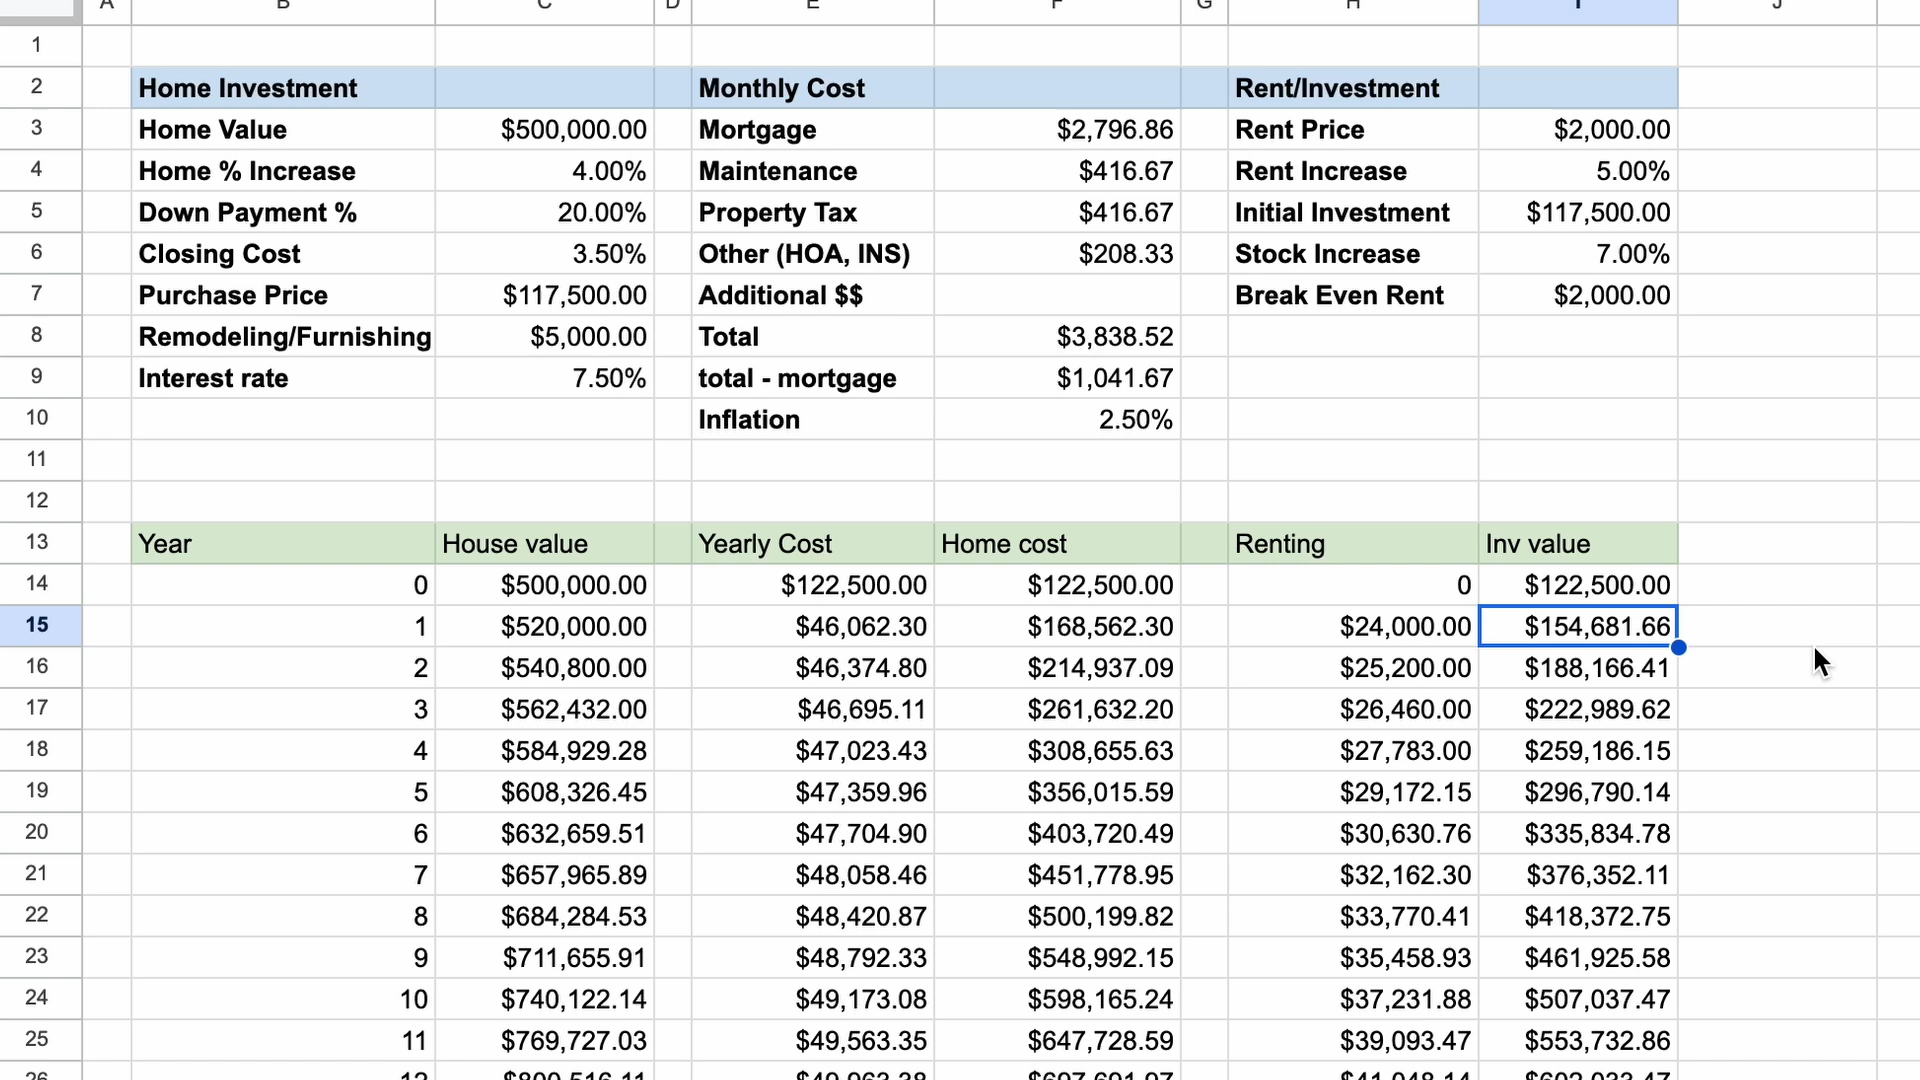 A B C D E F G H I J
1
2 Home Investment Monthly Cost Rent/Investment
3 Home Value $500,000.00 Mortgage $2,796.86 Rent Price $2,000.00
4 Home % Increase 4.00% Maintenance $416.67 Rent Increase 5.00%
5 Down Payment % 20.00% Property Tax $416.67 Initial Investment $117,500.00
6 Closing Cost 3.50% Other (HOA, INS) $208.33 Stock Increase 7.00%
7 Purchase Price $117,500.00 Additional $$ Break Even Rent $2,000.00
8 Remodeling/Furnishing $5,000.00 Total $3,838.52
9 Interest rate 7.50% total - mortgage $1,041.67
10 Inflation 2.50%
11
12
13 Year House value Yearly Cost Home cost Renting Inv value
14 0 $500,000.00 $122,500.00 $122,500.00 0 $122,500.00
15 1 $520,000.00 $46,062.30 $168,562.30 $24,000.00 $154,681.66
16 2 $540,800.00 $46,374.80 $214,937.09 $25,200.00 $188,166.41
17 3 $562,432.00 $46,695.11 $261,632.20 $26,460.00 $222,989.62
18 4 $584,929.28 $47,023.43 $308,655.63 $27,783.00 $259,186.15
19 5 $608,326.45 $47,359.96 $356,015.59 $29,172.15 $296,790.14
20 6 $632,659.51 $47,704.90 $403,720.49 $30,630.76 $335,834.78
21 7 $657,965.89 $48,058.46 $451,778.95 $32,162.30 $376,352.11
22 8 $684,284.53 $48,420.87 $500,199.82 $33,770.41 $418,372.75
23 9 $711,655.91 $48,792.33 $548,992.15 $35,458.93 $461,925.58
24 10 $740,122.14 $49,173.08 $598,165.24 $37,231.88 $507,037.47
25 11 $769,727.03 $49,563.35 $647,728.59 $39,093.47 $553,732.86
26 12